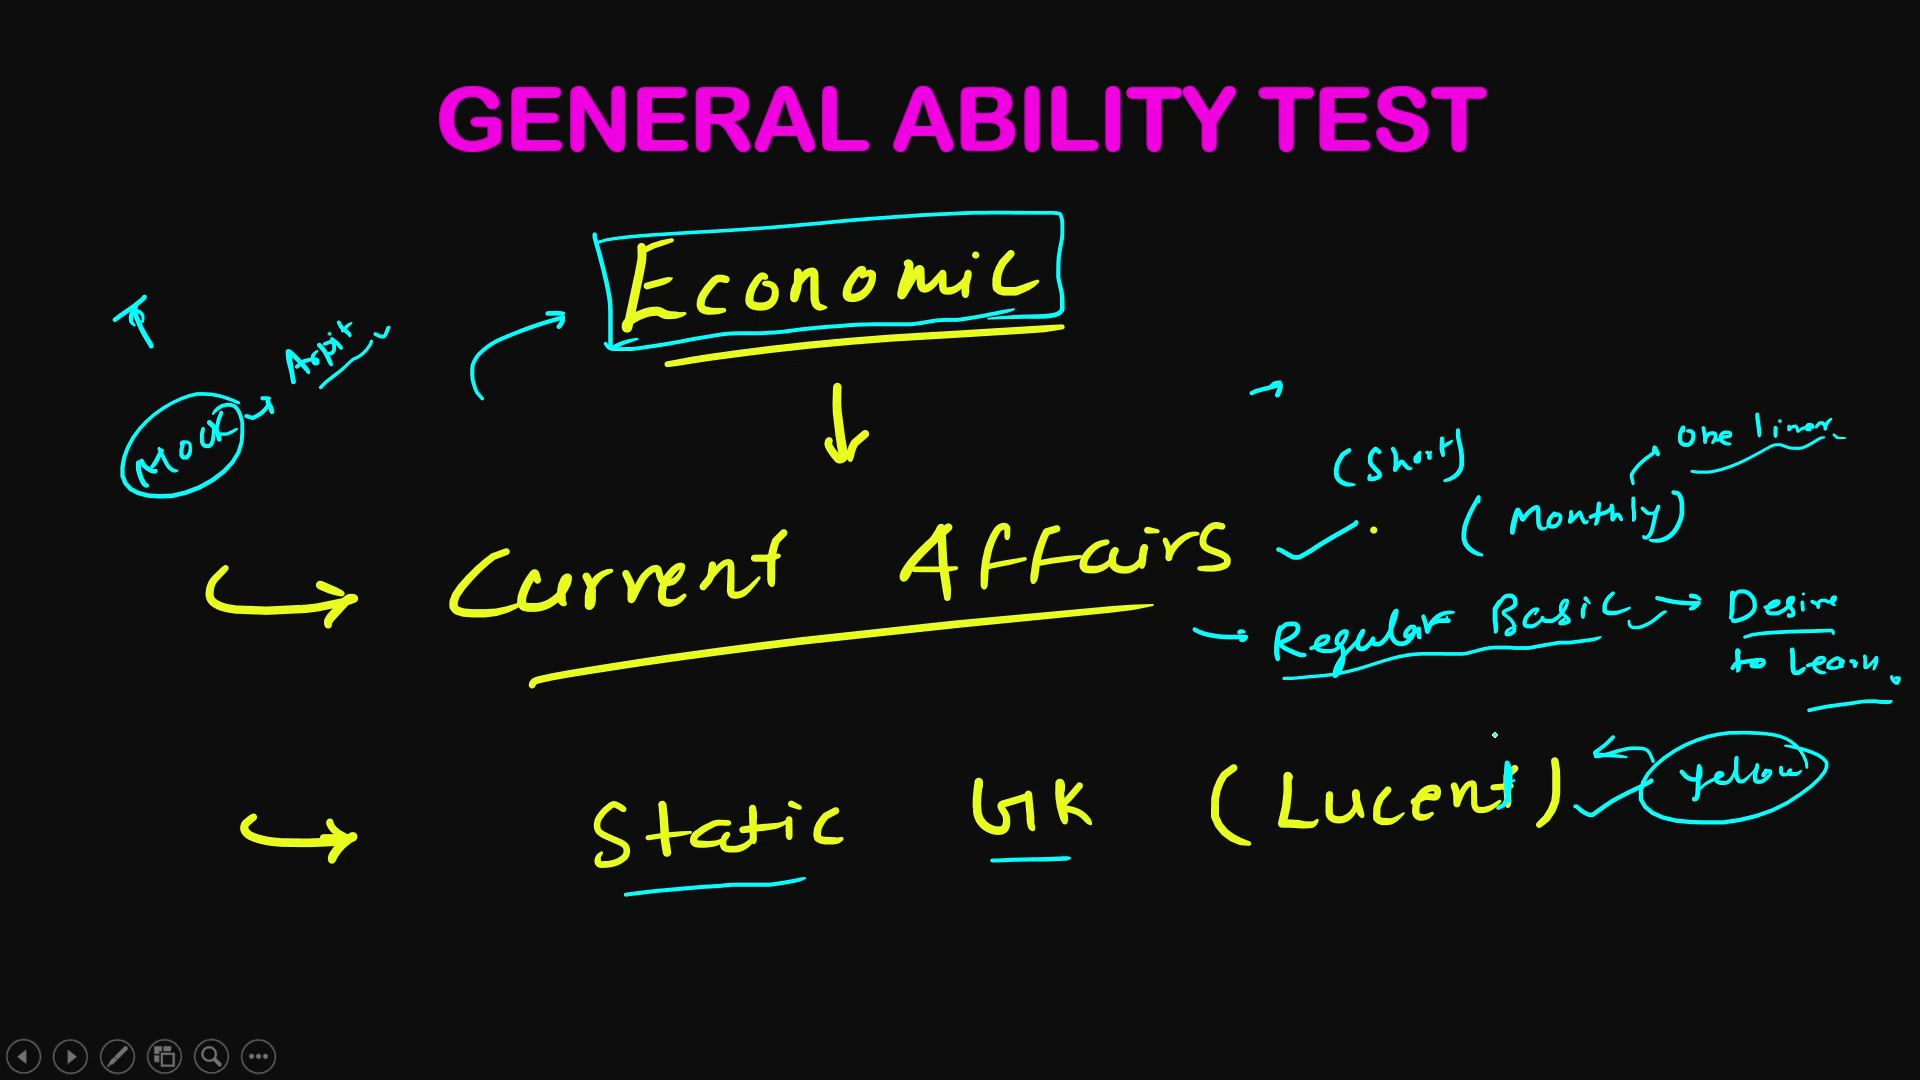 GENERAL ABILITY TEST
Economic
Arpit
Mock
(Short)
One liner
(Monthly)
Current Affairs
Regular Basic → Desire
to Learn.
Static GK (Lucent)
yellow